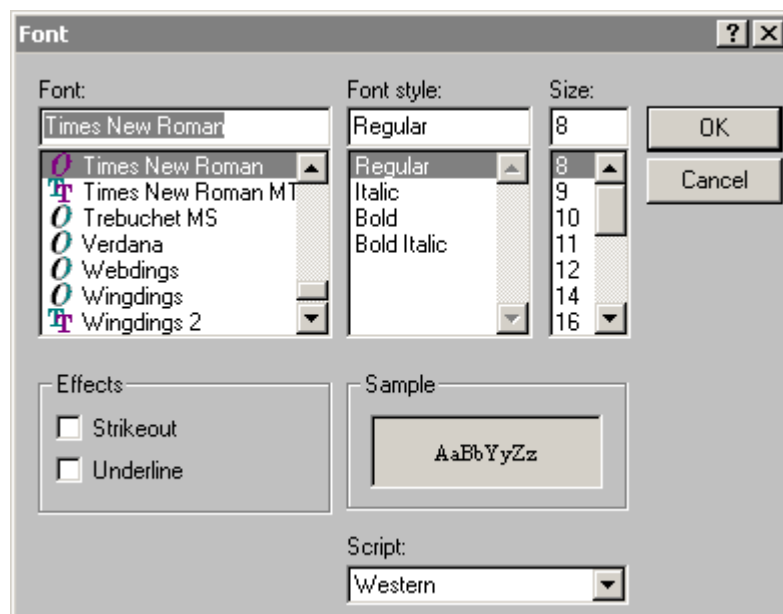 Font
Font:
Font style:
Size:
Times New Roman
Regular
8
OK
Cancel
Times New Roman
Times New Roman MT
Trebuchet MS
Verdana
Webdings
Wingdings
Wingdings 2
Regular
Italic
Bold
Bold Italic
8
9
10
11
12
14
16
Effects
Strikeout
Underline
Sample
AaBbYyZz
Script:
Western